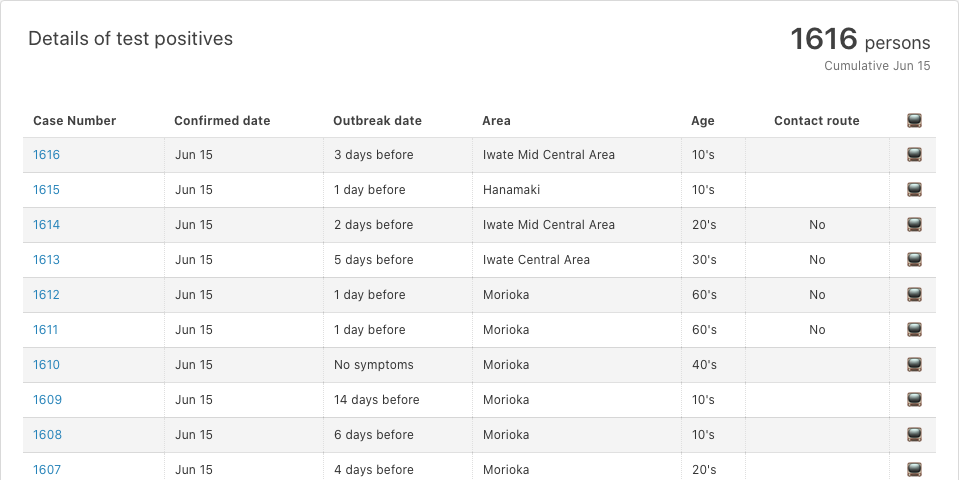 Details of test positives
1616 persons
Cumulative Jun 15
Case Number Confirmed date Outbreak date Area Age Contact route
1616 Jun 15 3 days before Iwate Mid Central Area 10's
1615 Jun 15 1 day before Hanamaki 10's
1614 Jun 15 2 days before Iwate Mid Central Area 20's No
1613 Jun 15 5 days before Iwate Central Area 30's No
1612 Jun 15 1 day before Morioka 60's No
1611 Jun 15 1 day before Morioka 60's No
1610 Jun 15 No symptoms Morioka 40's
1609 Jun 15 14 days before Morioka 10's
1608 Jun 15 6 days before Morioka 10's
1607 Jun 15 4 days before Morioka 20's